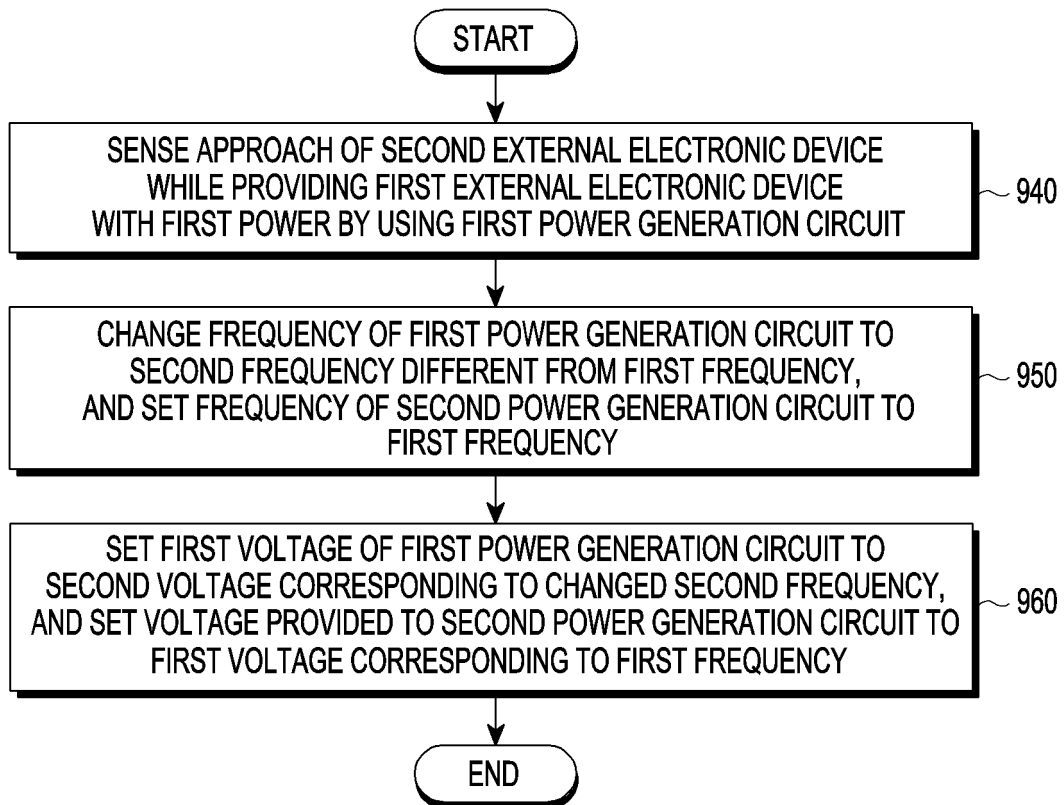 START
SENSE APPROACH OF SECOND EXTERNAL ELECTRONIC DEVICE
WHILE PROVIDING FIRST EXTERNAL ELECTRONIC DEVICE
WITH FIRST POWER BY USING FIRST POWER GENERATION CIRCUIT
940
CHANGE FREQUENCY OF FIRST POWER GENERATION CIRCUIT TO
SECOND FREQUENCY DIFFERENT FROM FIRST FREQUENCY,
AND SET FREQUENCY OF SECOND POWER GENERATION CIRCUIT TO
FIRST FREQUENCY
950
SET FIRST VOLTAGE OF FIRST POWER GENERATION CIRCUIT TO
SECOND VOLTAGE CORRESPONDING TO CHANGED SECOND FREQUENCY,
AND SET VOLTAGE PROVIDED TO SECOND POWER GENERATION CIRCUIT TO
FIRST VOLTAGE CORRESPONDING TO FIRST FREQUENCY
960
END